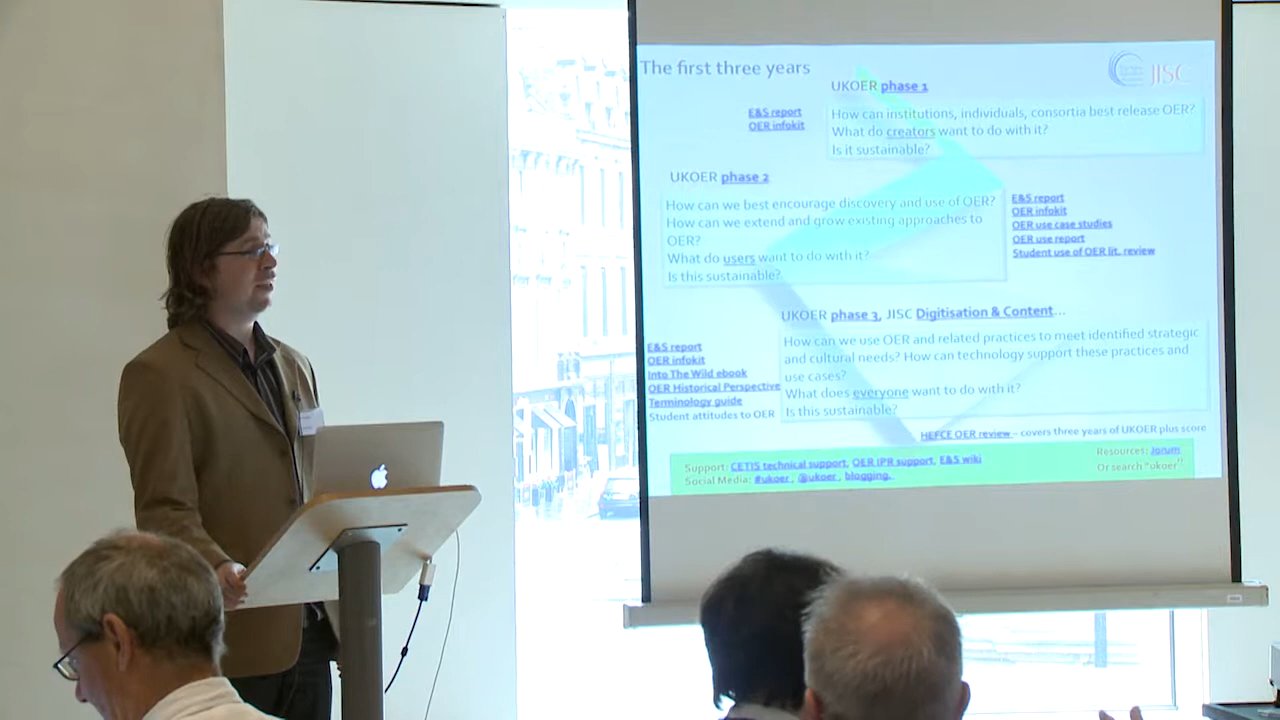 The first three years
JISC
UKOER phase 1
E&S report
OER infokit
How can institutions, individuals, consortia best release OER?
What do creators want to do with it?
Is it sustainable?
UKOER phase 2
How can we best encourage discovery and use of OER?
How can we extend and grow existing approaches to
OER?
What do users want to do with it?
Is this sustainable?
E&S report
OER infokit
OER use case studies
OER use report
Student use of OER lit. review
UKOER phase 3, JISC Digitisation & Content...
E&S report
OER infokit
Into The Wild ebook
OER Historical Perspective
Terminology guide
Student attitudes to OER
How can we use OER and related practices to meet identified strategic
and cultural needs? How can technology support these practices and
use cases?
What does everyone want to do with it?
Is this sustainable?
HEFCE OER review – covers three years of UKOER plus score
Support: CETIS technical support, OER IPR support, E&S wiki
Social Media: #ukoer, @ukoer, blogging.
Resources: Jorum
Or search "ukoer"